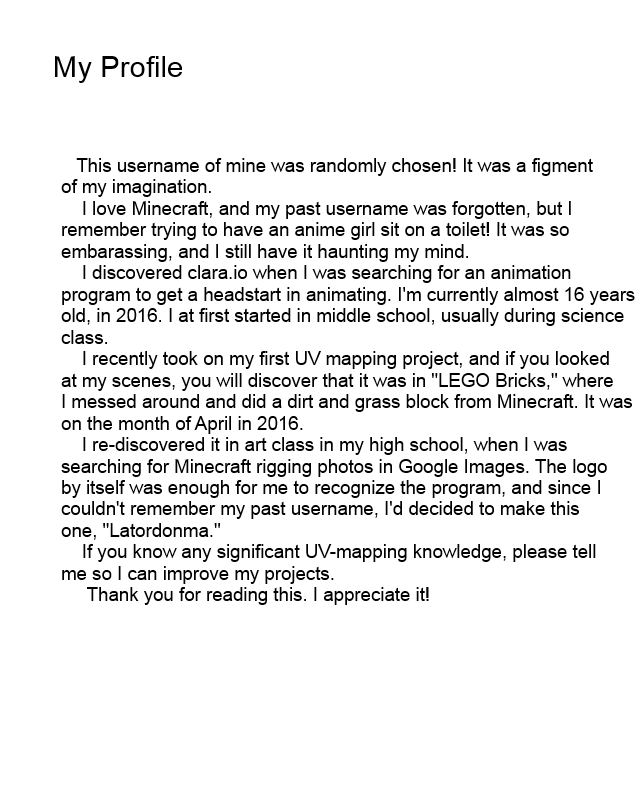 My Profile
This username of mine was randomly chosen! It was a figment
of my imagination.
I love Minecraft, and my past username was forgotten, but I
remember trying to have an anime girl sit on a toilet! It was so
embarassing, and I still have it haunting my mind.
I discovered clara.io when I was searching for an animation
program to get a headstart in animating. I'm currently almost 16 years
old, in 2016. I at first started in middle school, usually during science
class.
I recently took on my first UV mapping project, and if you looked
at my scenes, you will discover that it was in "LEGO Bricks," where
I messed around and did a dirt and grass block from Minecraft. It was
on the month of April in 2016.
I re-discovered it in art class in my high school, when I was
searching for Minecraft rigging photos in Google Images. The logo
by itself was enough for me to recognize the program, and since I
couldn't remember my past username, I'd decided to make this
one, "Latordonma."
If you know any significant UV-mapping knowledge, please tell
me so I can improve my projects.
Thank you for reading this. I appreciate it!